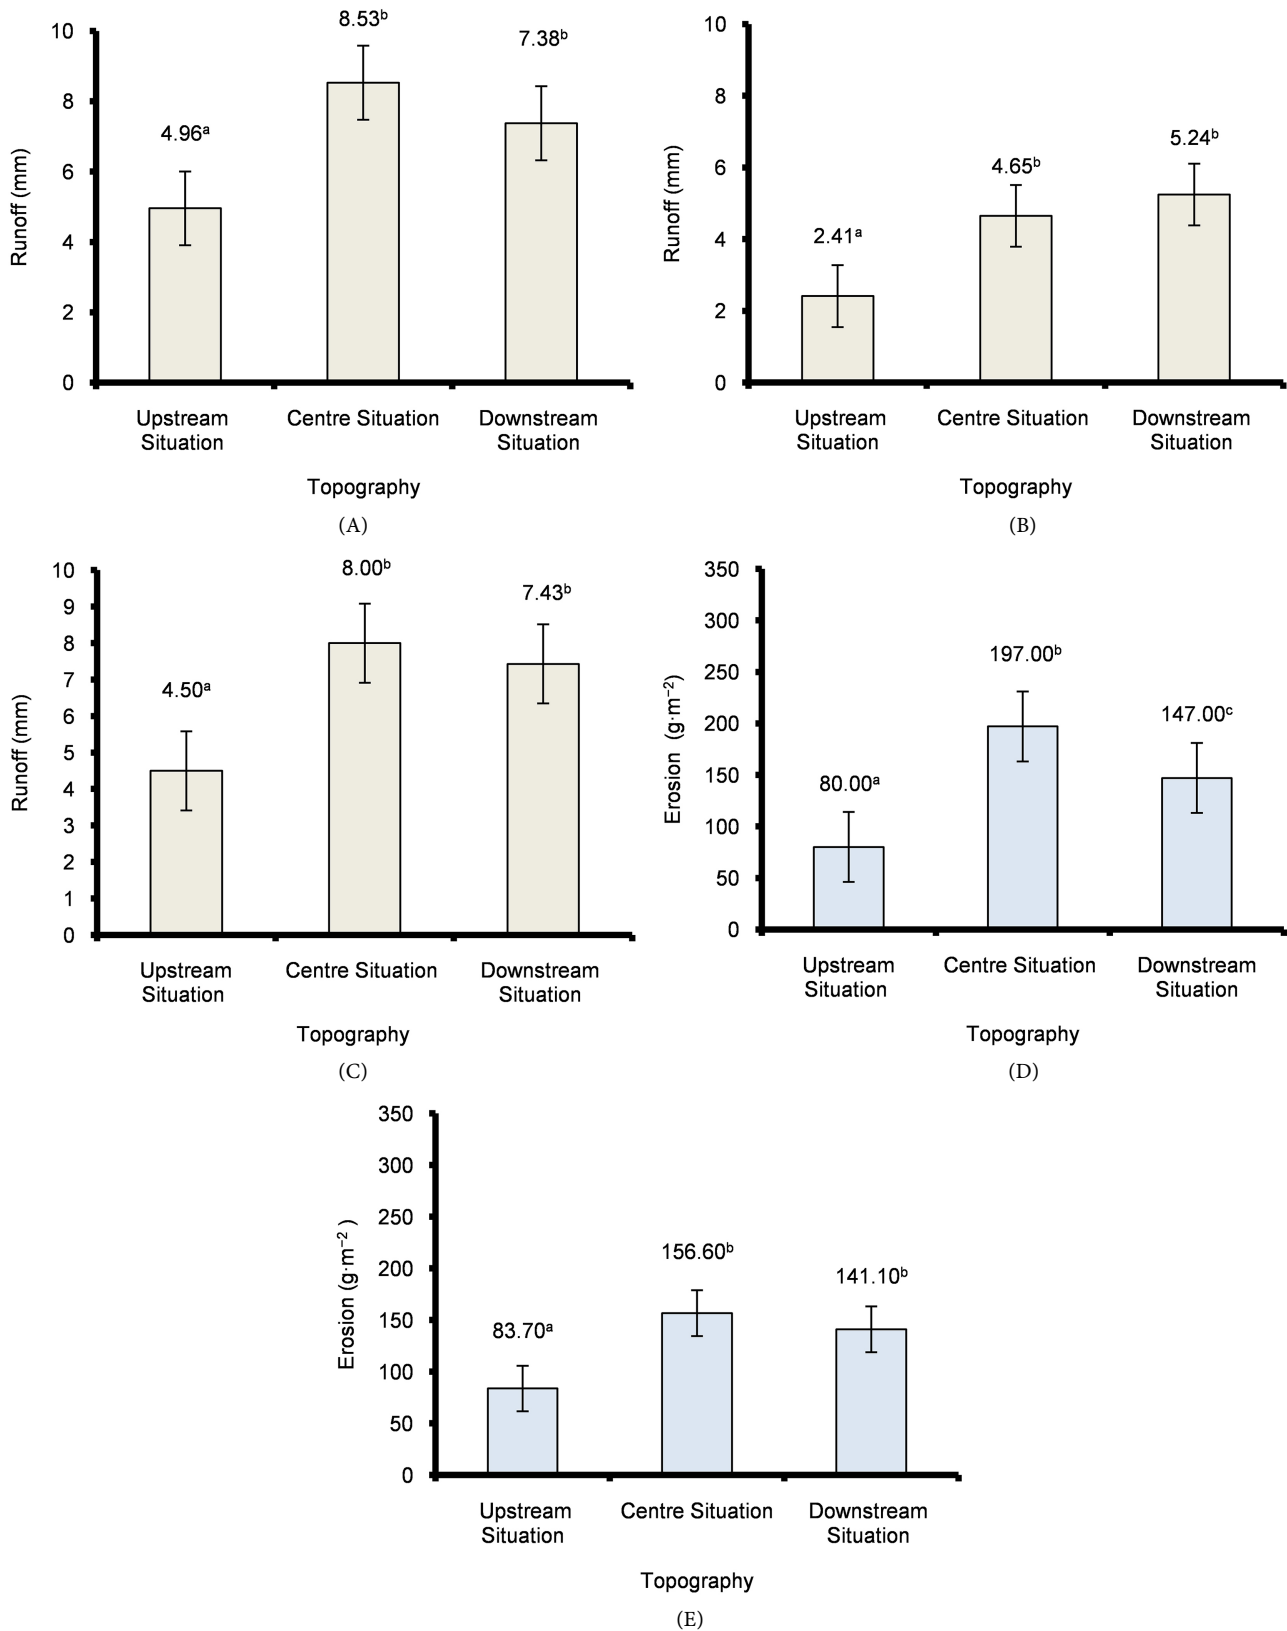 10
8
6
4
2
0
Runoff (mm)
4.96ᵃ
8.53ᵇ
7.38ᵇ
Upstream
Situation
Centre Situation
Downstream
Situation
Topography
(A)
10
8
6
4
2
0
Runoff (mm)
2.41ᵃ
4.65ᵇ
5.24ᵇ
Upstream
Situation
Centre Situation
Downstream
Situation
Topography
(B)
10
9
8
7
6
5
4
3
2
1
0
Runoff (mm)
4.50ᵃ
8.00ᵇ
7.43ᵇ
Upstream
Situation
Centre Situation
Downstream
Situation
Topography
(C)
350
300
250
200
150
100
50
0
Erosion (g·m⁻²)
80.00ᵃ
197.00ᵇ
147.00ᶜ
Upstream
Situation
Centre Situation
Downstream
Situation
Topography
(D)
350
300
250
200
150
100
50
0
Erosion (g·m⁻² )
83.70ᵃ
156.60ᵇ
141.10ᵇ
Upstream
Situation
Centre Situation
Downstream
Situation
Topography
(E)